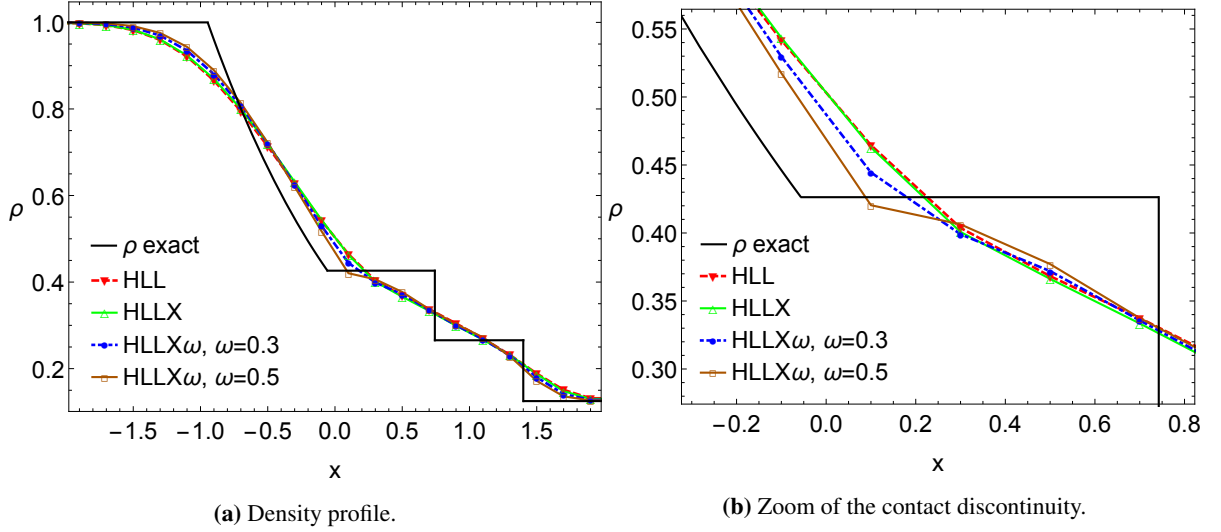 1.0
0.8
0.6
0.4
0.2
ρ
ρ exact
HLL
HLLX
HLLXω, ω=0.3
HLLXω, ω=0.5
−1.5 −1.0 −0.5 0.0 0.5 1.0 1.5
x
(a) Density profile.
0.55
0.50
0.45
0.40
0.35
0.30
ρ
ρ exact
HLL
HLLX
HLLXω, ω=0.3
HLLXω, ω=0.5
−0.2 0.0 0.2 0.4 0.6 0.8
x
(b) Zoom of the contact discontinuity.